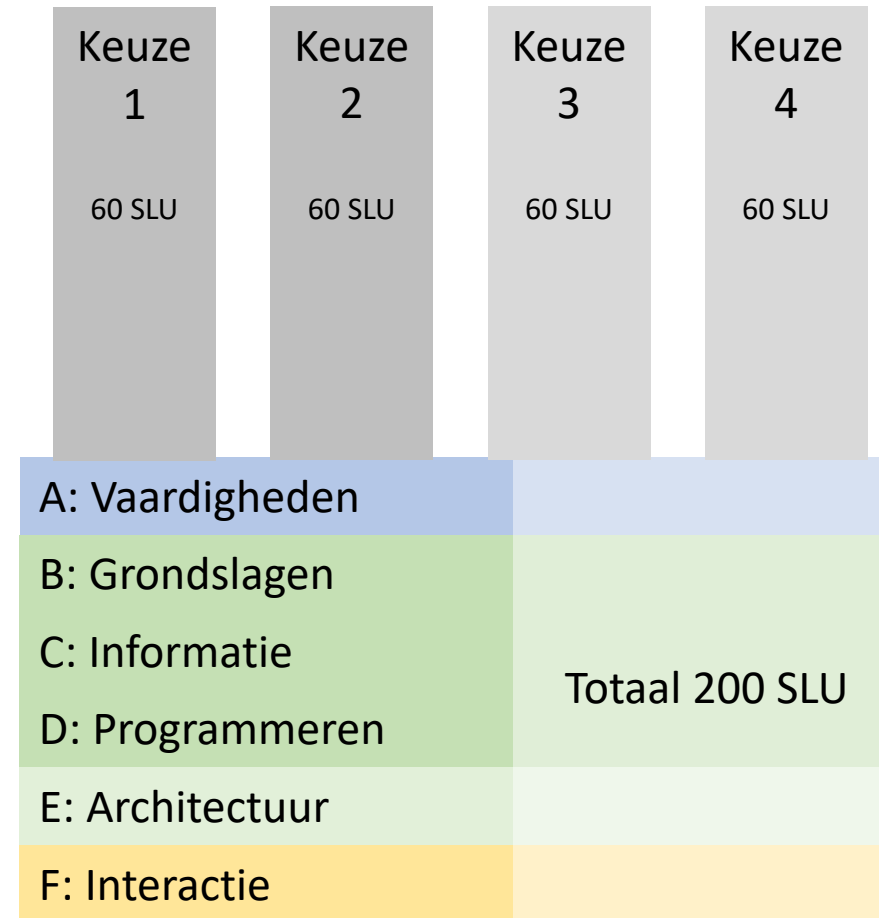 Keuze
1
60 SLU
Keuze
2
60 SLU
Keuze
3
60 SLU
Keuze
4
60 SLU
A: Vaardigheden
B: Grondslagen
C: Informatie
D: Programmeren
E: Architectuur
F: Interactie
Totaal 200 SLU